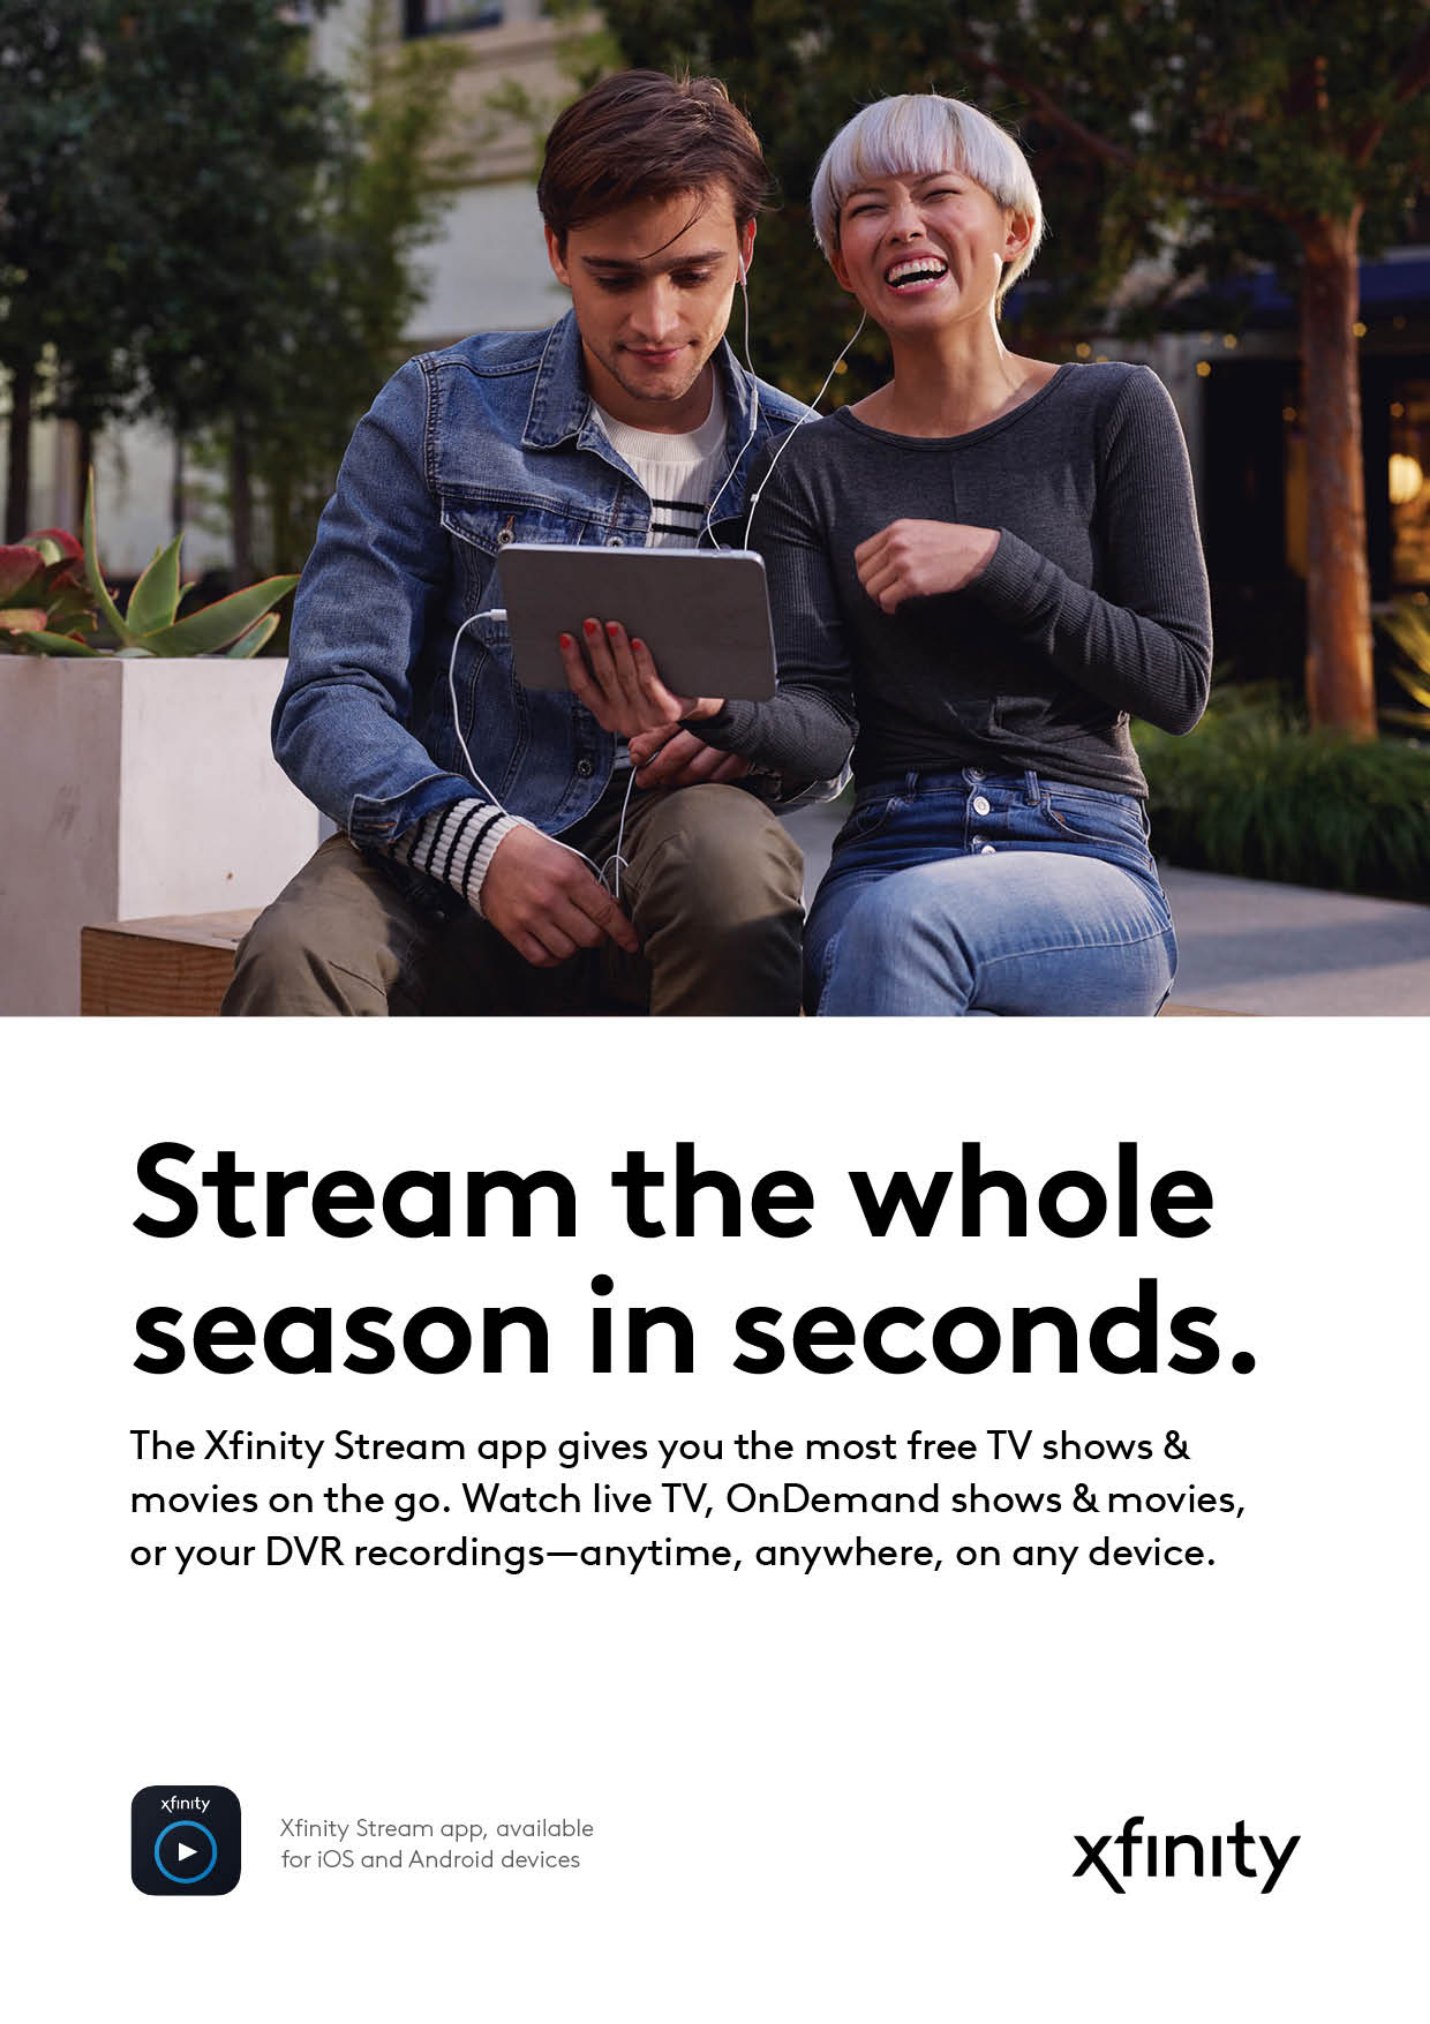 Stream the whole
season in seconds.
The Xfinity Stream app gives you the most free TV shows &
movies on the go. Watch live TV, OnDemand shows & movies,
or your DVR recordings—anytime, anywhere, on any device.
xfinity
Xfinity Stream app, available
for iOS and Android devices
xfinity